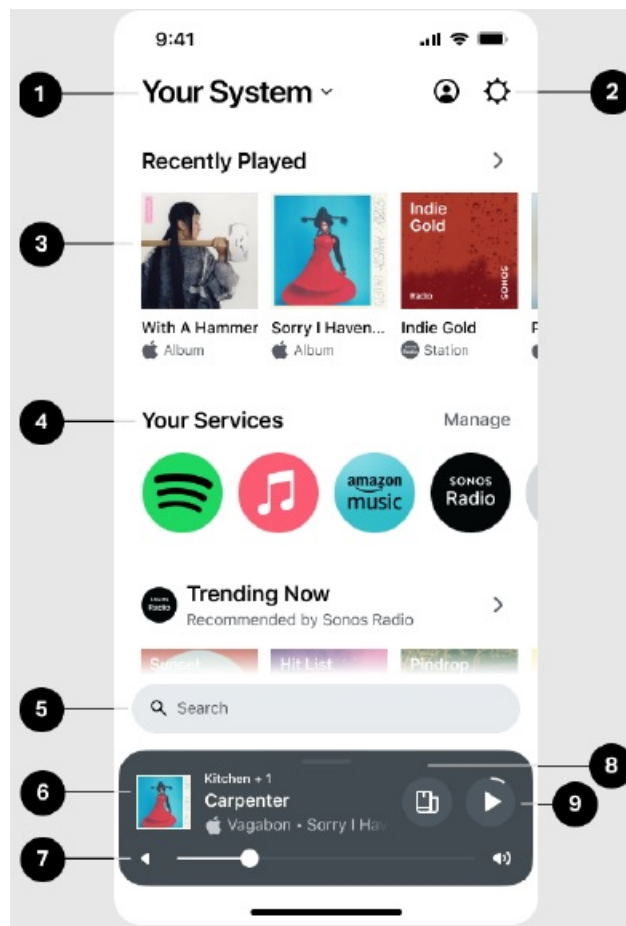 9:41
1
Your System
2
Recently Played
3
Indie
Gold
Radio
SONOS
With A Hammer
Sorry I Haven...
Indie Gold
Album
Album
Station
4
Your Services
Manage
amazon
music
SONOS
Radio
Trending Now
Recommended by Sonos Radio
Sunset
Hit List
Pindrop
5
Search
8
6
Kitchen + 1
Carpenter
9
Vagabon • Sorry I Hav
7